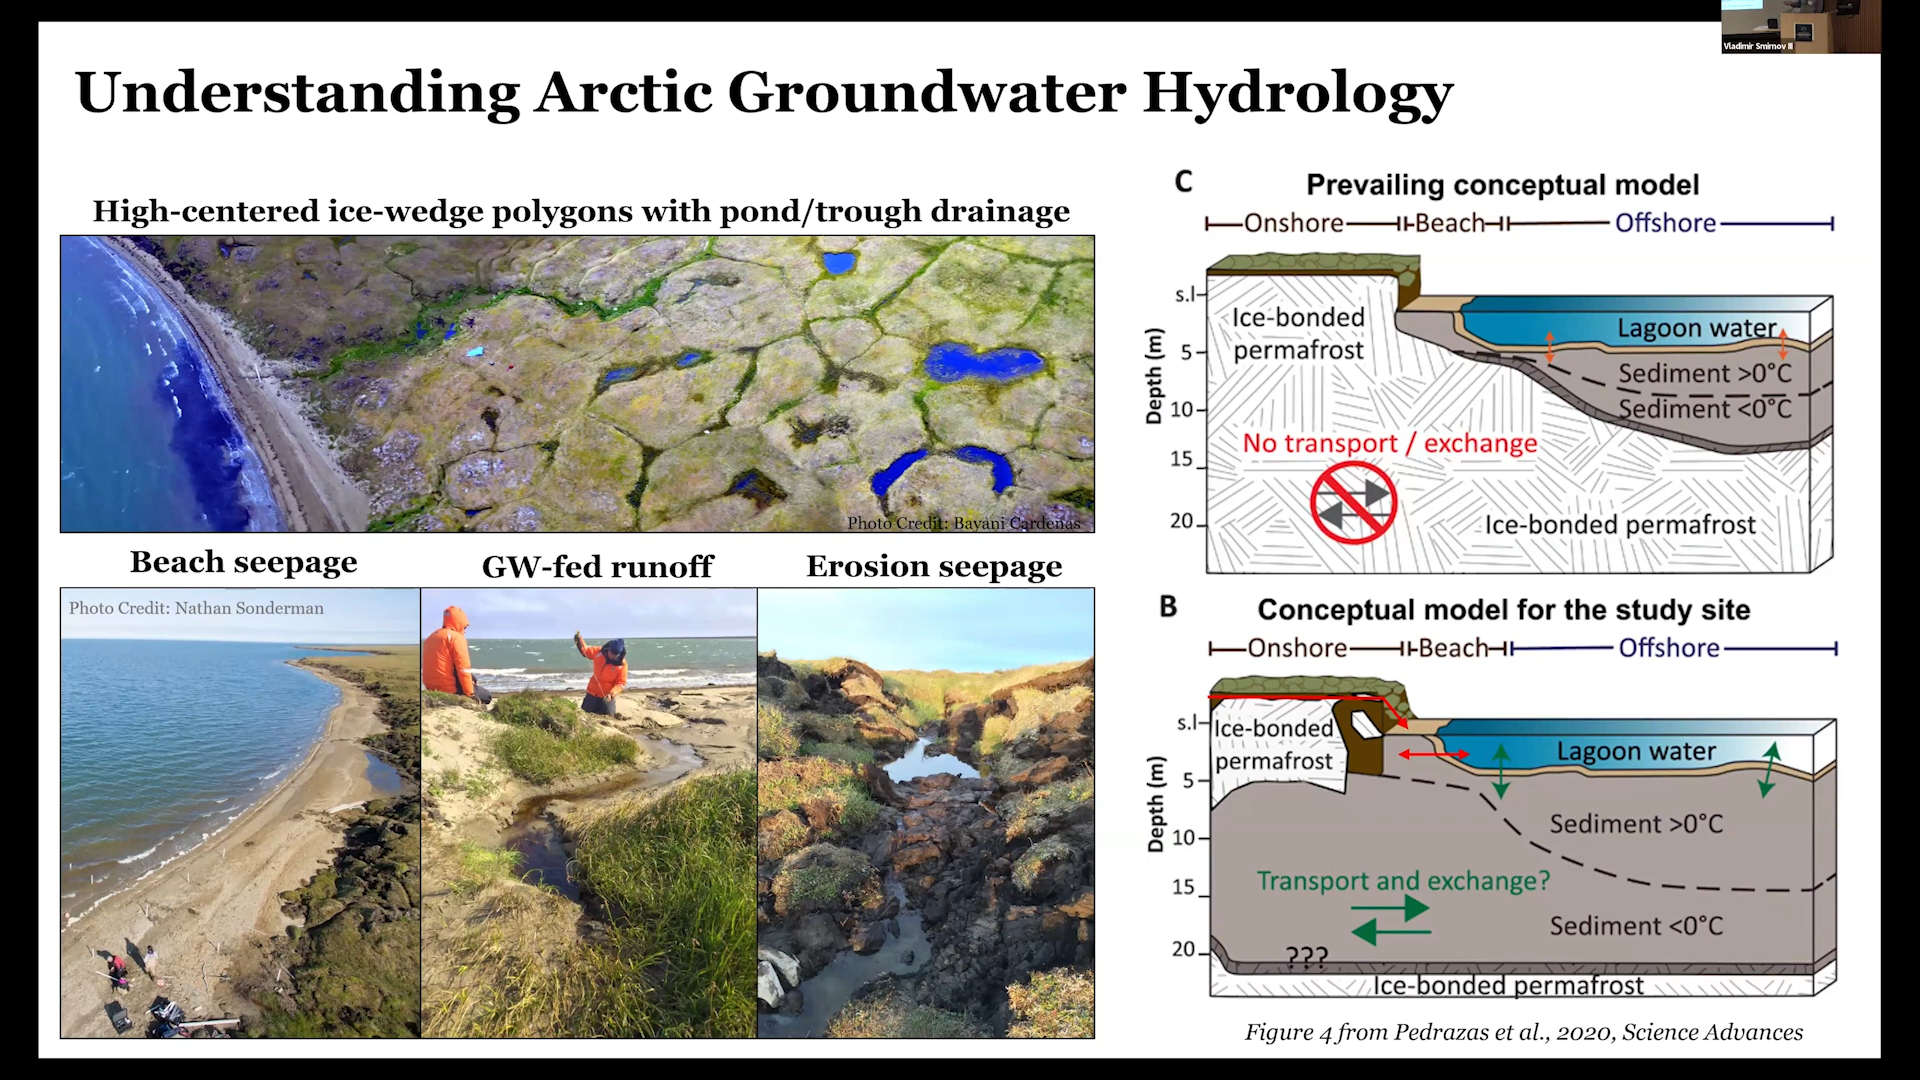 Vladimir Smirnov III
Understanding Arctic Groundwater Hydrology
High-centered ice-wedge polygons with pond/trough drainage
Photo Credit: Bayani Cardenas
Beach seepage
GW-fed runoff
Erosion seepage
Photo Credit: Nathan Sonderman
C
Prevailing conceptual model
Onshore
Beach
Offshore
Depth (m)
s.l
5
10
15
20
Ice-bonded
permafrost
Lagoon water
Sediment >0°C
Sediment <0°C
No transport / exchange
Ice-bonded permafrost
B
Conceptual model for the study site
Onshore
Beach
Offshore
Depth (m)
s.l
5
10
15
20
Ice-bonded
permafrost
Lagoon water
Sediment >0°C
Transport and exchange?
Sediment <0°C
???
Ice-bonded permafrost
Figure 4 from Pedrazas et al., 2020, Science Advances